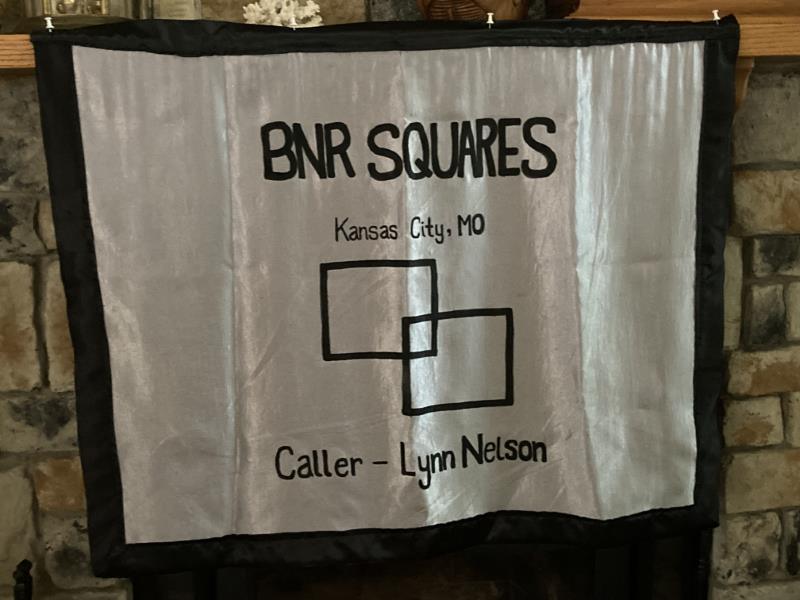 BNR SQUARES
Kansas City, MO
Caller - Lynn Nelson